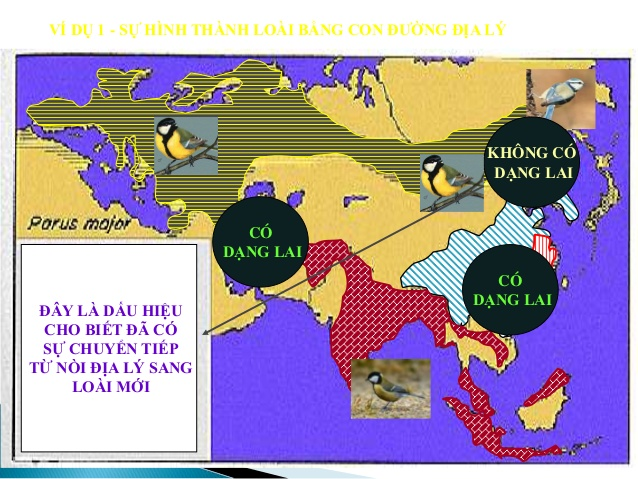 VÍ DỤ 1 - SỰ HÌNH THÀNH LOÀI BẰNG CON ĐƯỜNG ĐỊA LÝ
KHÔNG CÓ
DẠNG LAI
Parus major
CÓ
DẠNG LAI
CÓ
DẠNG LAI
ĐÂY LÀ DẤU HIỆU
CHO BIẾT ĐÃ CÓ
SỰ CHUYỂN TIẾP
TỪ NÒI ĐỊA LÝ SANG
LOÀI MỚI